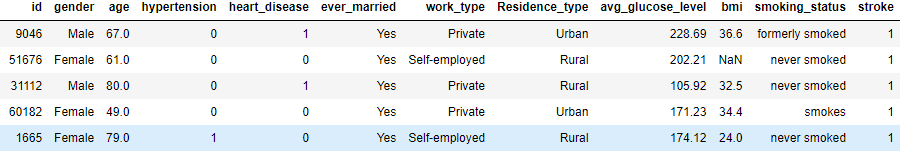 id gender age hypertension heart_disease ever_married work_type Residence_type avg_glucose_level bmi smoking_status stroke
9046 Male 67.0 0 1 Yes Private Urban 228.69 36.6 formerly smoked 1
51676 Female 61.0 0 0 Yes Self-employed Rural 202.21 NaN never smoked 1
31112 Male 80.0 0 1 Yes Private Rural 105.92 32.5 never smoked 1
60182 Female 49.0 0 0 Yes Private Urban 171.23 34.4 smokes 1
1665 Female 79.0 1 0 Yes Self-employed Rural 174.12 24.0 never smoked 1